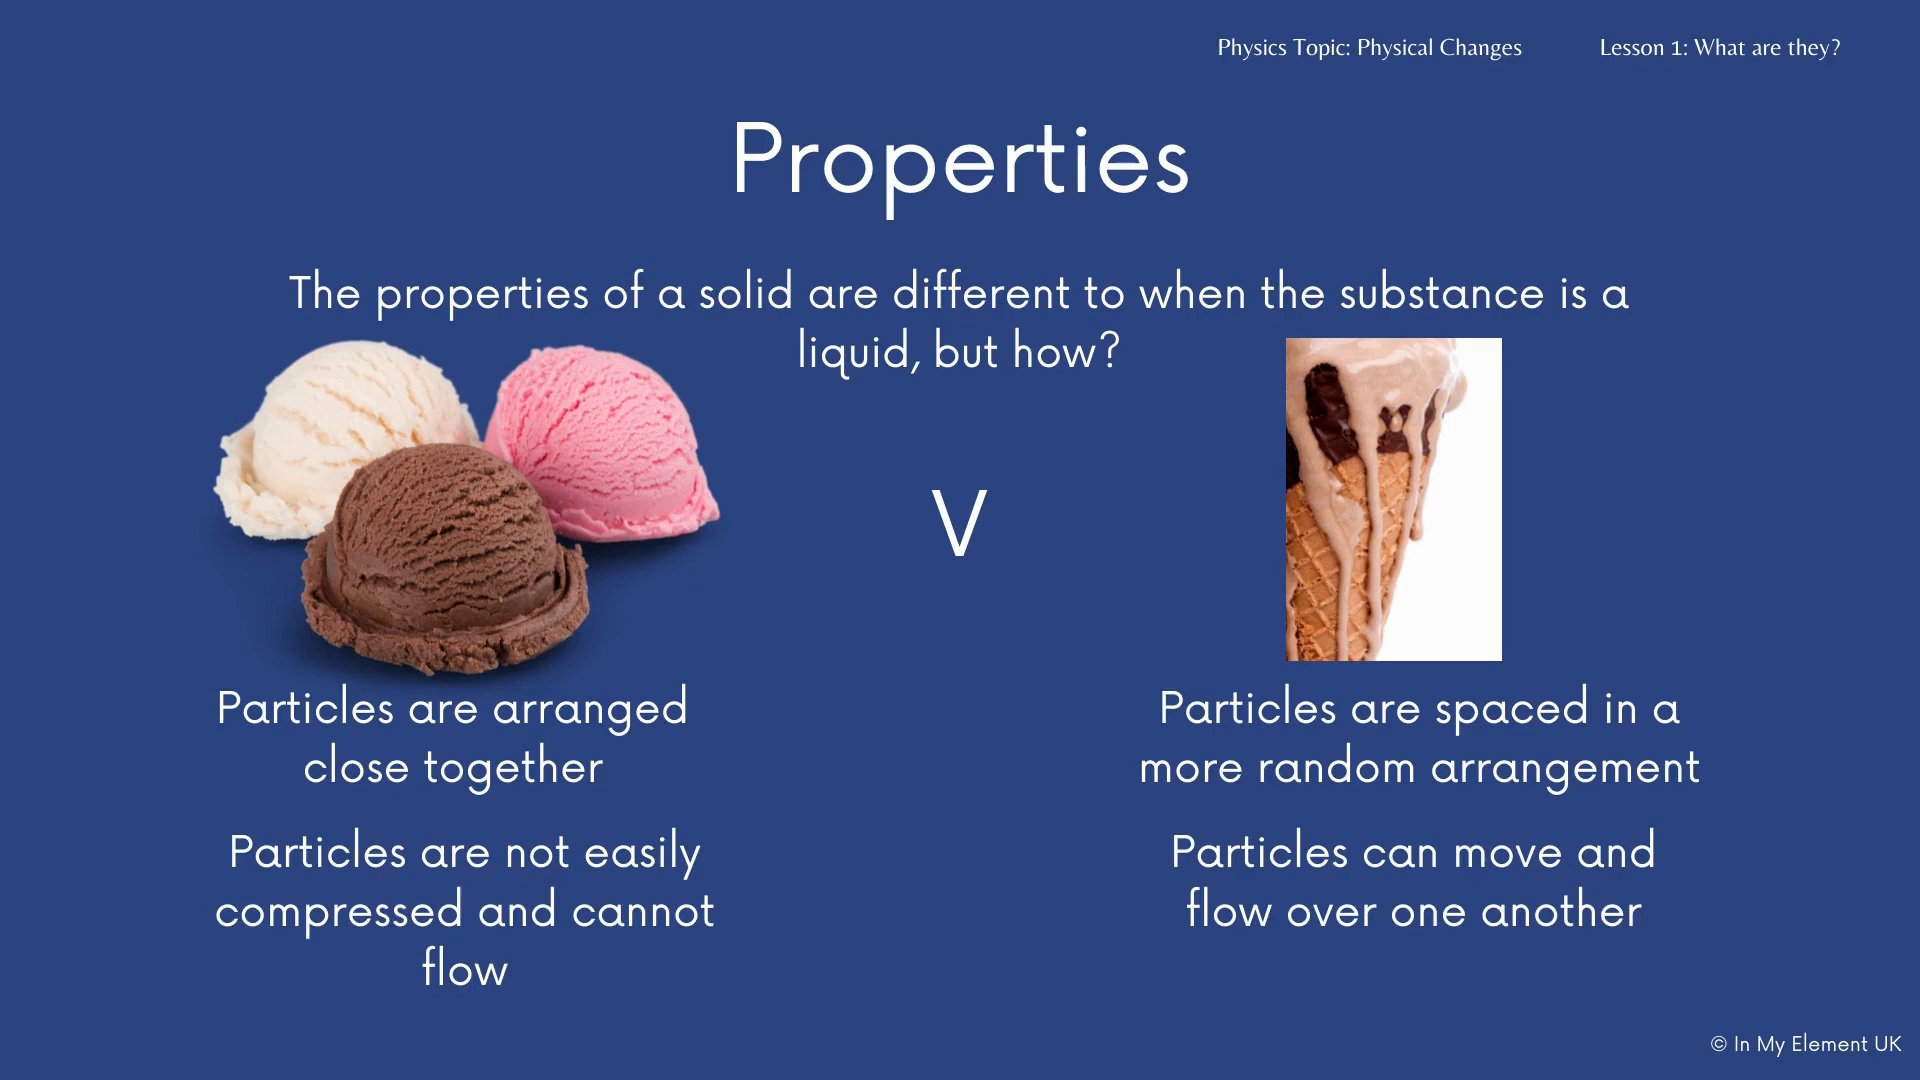 Physics Topic: Physical Changes
Lesson 1: What are they?
Properties
The properties of a solid are different to when the substance is a
liquid, but how?
V
Particles are arranged
close together
Particles are not easily
compressed and cannot
flow
Particles are spaced in a
more random arrangement
Particles can move and
flow over one another
© In My Element UK